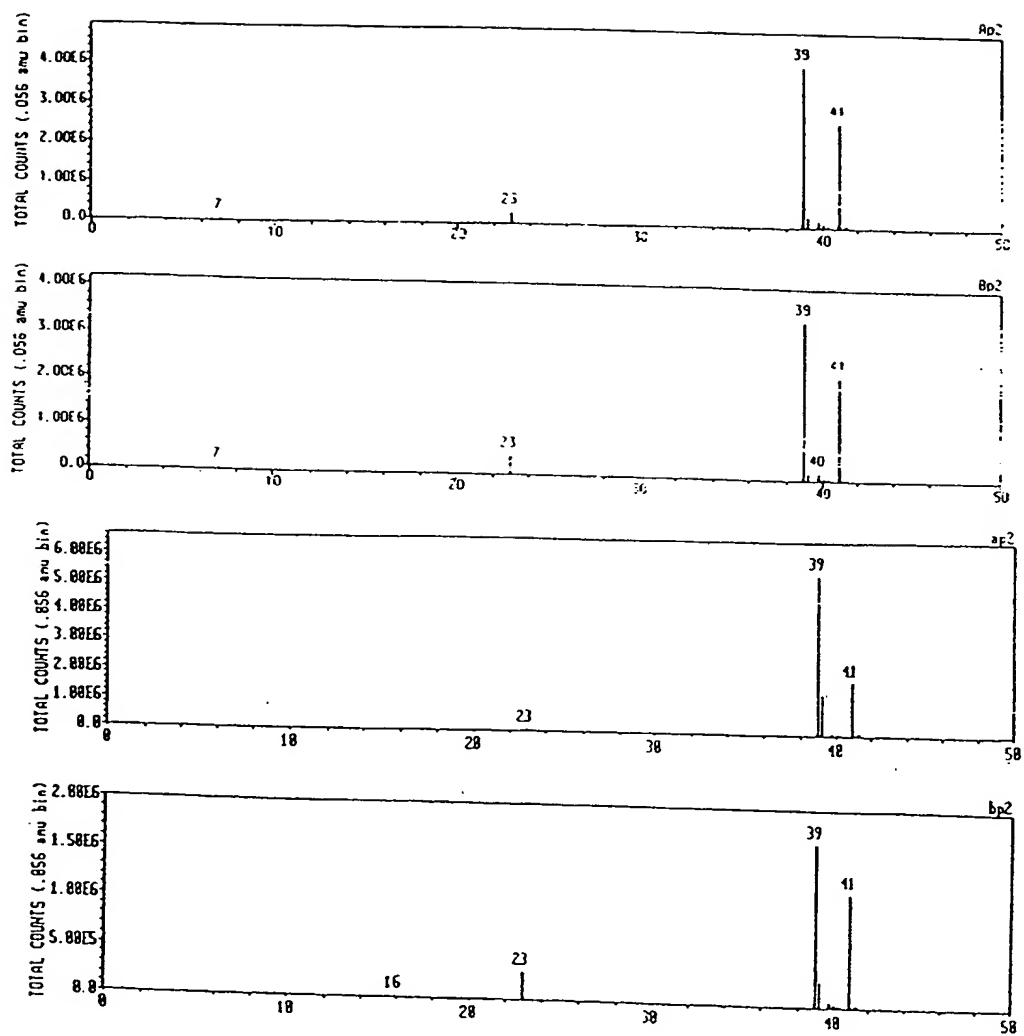 Ap2
TOTAL COUNTS (.056 amu bin)
4.00E6
3.00E6
2.00E6
1.00E6
0.0
7
23
39
41
0 10 20 30 40 50
Bp2
TOTAL COUNTS (.056 amu bin)
4.00E6
3.00E6
2.00E6
1.00E6
0.0
7
23
39
40
41
0 10 20 30 40 50
ap2
TOTAL COUNTS (.056 amu bin)
6.00E6
5.00E6
4.00E6
3.00E6
2.00E6
1.00E6
0.0
23
39
41
0 10 20 30 40 50
bp2
TOTAL COUNTS (.056 amu bin)
2.00E6
1.50E6
1.00E6
5.00E5
0.0
16
23
39
41
0 10 20 30 40 50